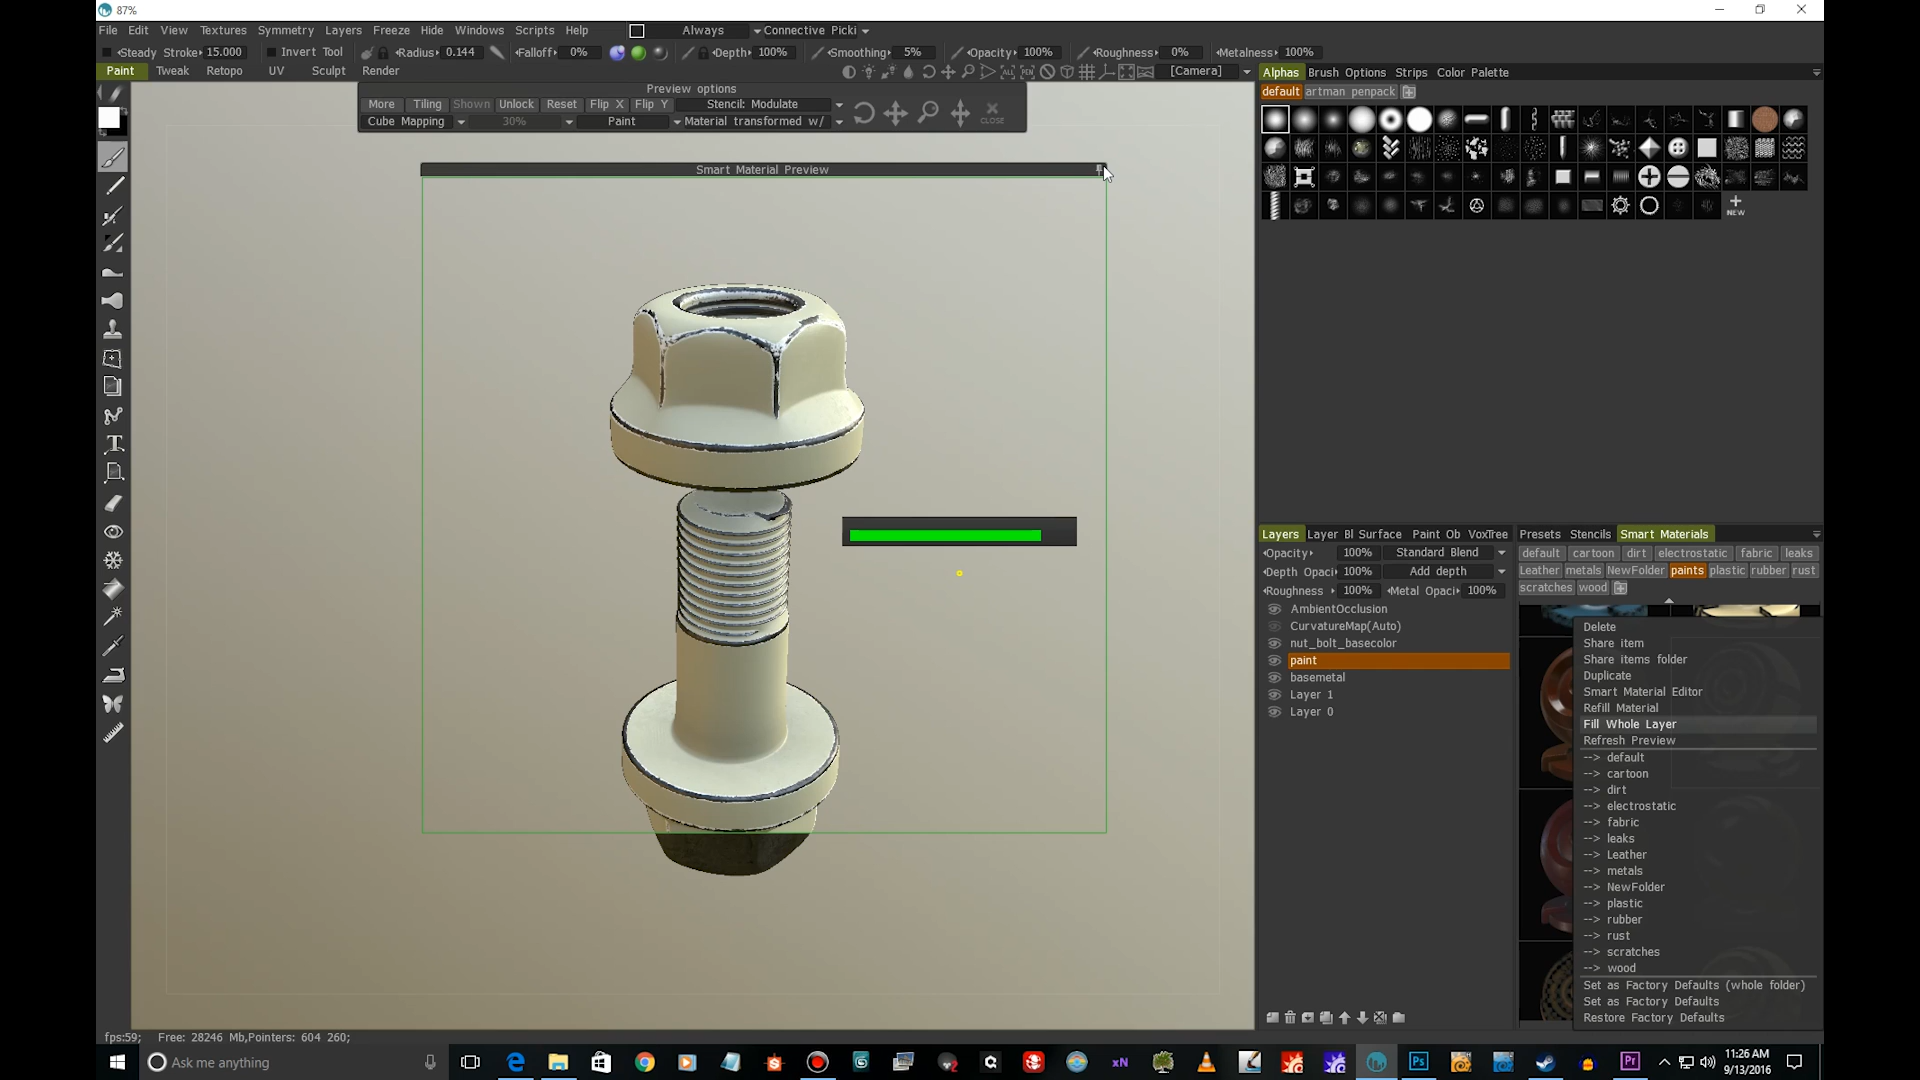 87%
File Edit View Textures Symmetry Layers Freeze Hide Windows Scripts Help Always Connective Picki
Steady Stroke 15.000 Invert Tool Radius 0.144 Falloff 0% Depth 100% Smoothing 5% Opacity 100% Roughness 0% Metalness 100%
Paint Tweak Retopo UV Sculpt Render [Camera]
Alphas Brush Options Strips Color Palette
default artman penpack
NEW
Preview options
More Tiling Shown Unlock Reset Flip X Flip Y Stencil: Modulate
Cube Mapping 30% Paint Material transformed w/
CLOSE
Smart Material Preview
Layers Layer Bl Surface Paint Ob VoxTree
Opacity 100% Standard Blend
Depth Opaci 100% Add depth
Roughness 100% Metal Opaci 100%
AmbientOcclusion
CurvatureMap(Auto)
nut_bolt_basecolor
paint
basemetal
Layer 1
Layer 0
Presets Stencils Smart Materials
default cartoon dirt electrostatic fabric leaks
Leather metals NewFolder paints plastic rubber rust
scratches wood
Delete
Share item
Share items folder
Duplicate
Smart Material Editor
Refill Material
Fill Whole Layer
Refresh Preview
--> default
--> cartoon
--> dirt
--> electrostatic
--> fabric
--> leaks
--> Leather
--> metals
--> NewFolder
--> plastic
--> rubber
--> rust
--> scratches
--> wood
Set as Factory Defaults (whole folder)
Set as Factory Defaults
Restore Factory Defaults
fps:59; Free: 28246 Mb,Pointers: 604 260;
Ask me anything
xN
Ps
Pr
11:26 AM
9/13/2016